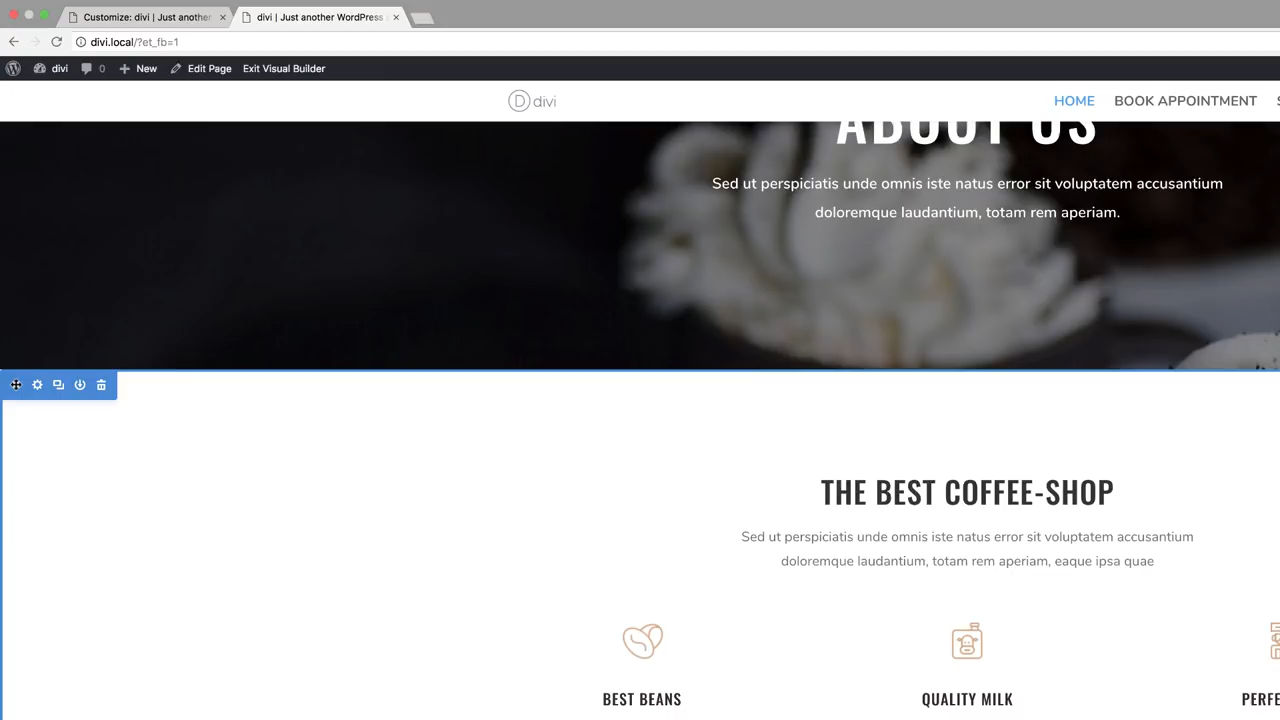 Customize: divi | Just another
divi | Just another WordPress
divi.local/?et_fb=1
divi
0
New
Edit Page
Exit Visual Builder
D divi
HOME
BOOK APPOINTMENT
ABOUT US
Sed ut perspiciatis unde omnis iste natus error sit voluptatem accusantium
doloremque laudantium, totam rem aperiam.
THE BEST COFFEE-SHOP
Sed ut perspiciatis unde omnis iste natus error sit voluptatem accusantium
doloremque laudantium, totam rem aperiam, eaque ipsa quae
BEST BEANS
QUALITY MILK
PERFE